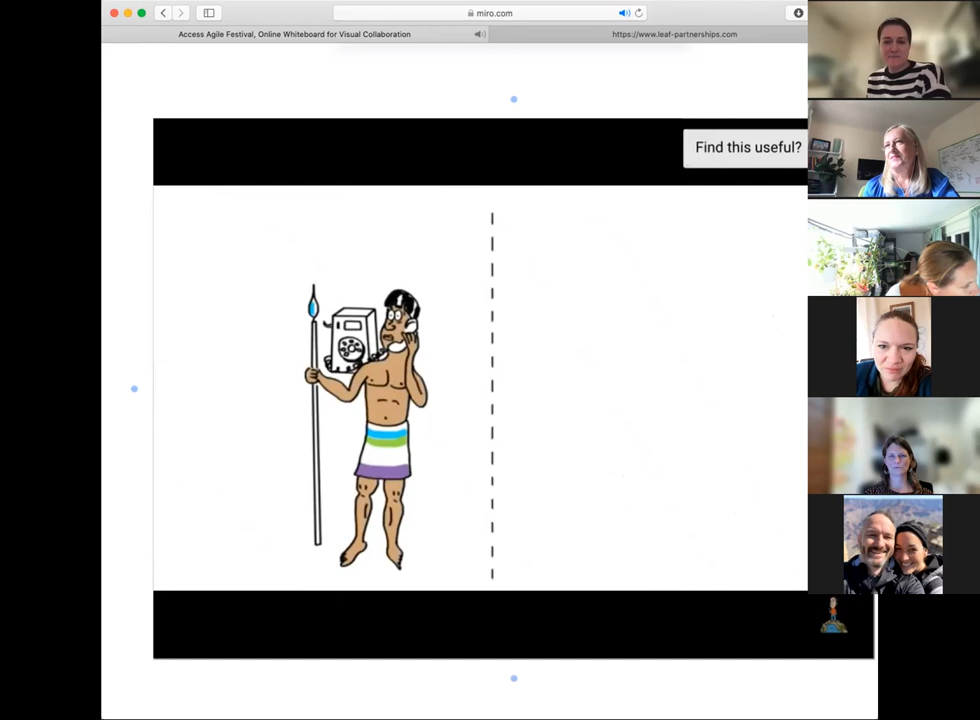 miro.com
Access Agile Festival, Online Whiteboard for Visual Collaboration
https://www.leaf-partnerships.com
Find this useful?